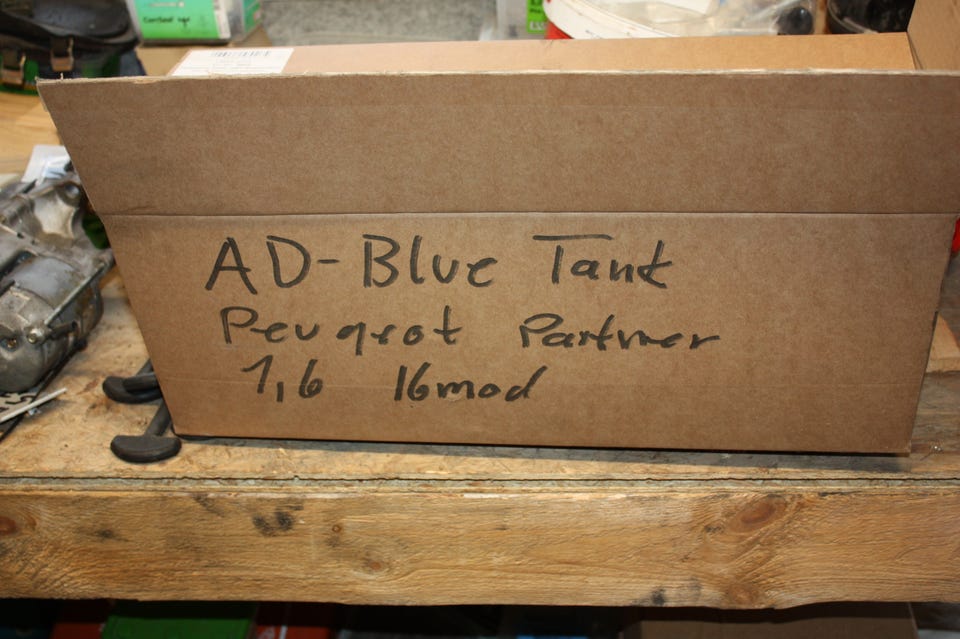 AD-Blue Tank
Peugeot Partner
1,6 16mod